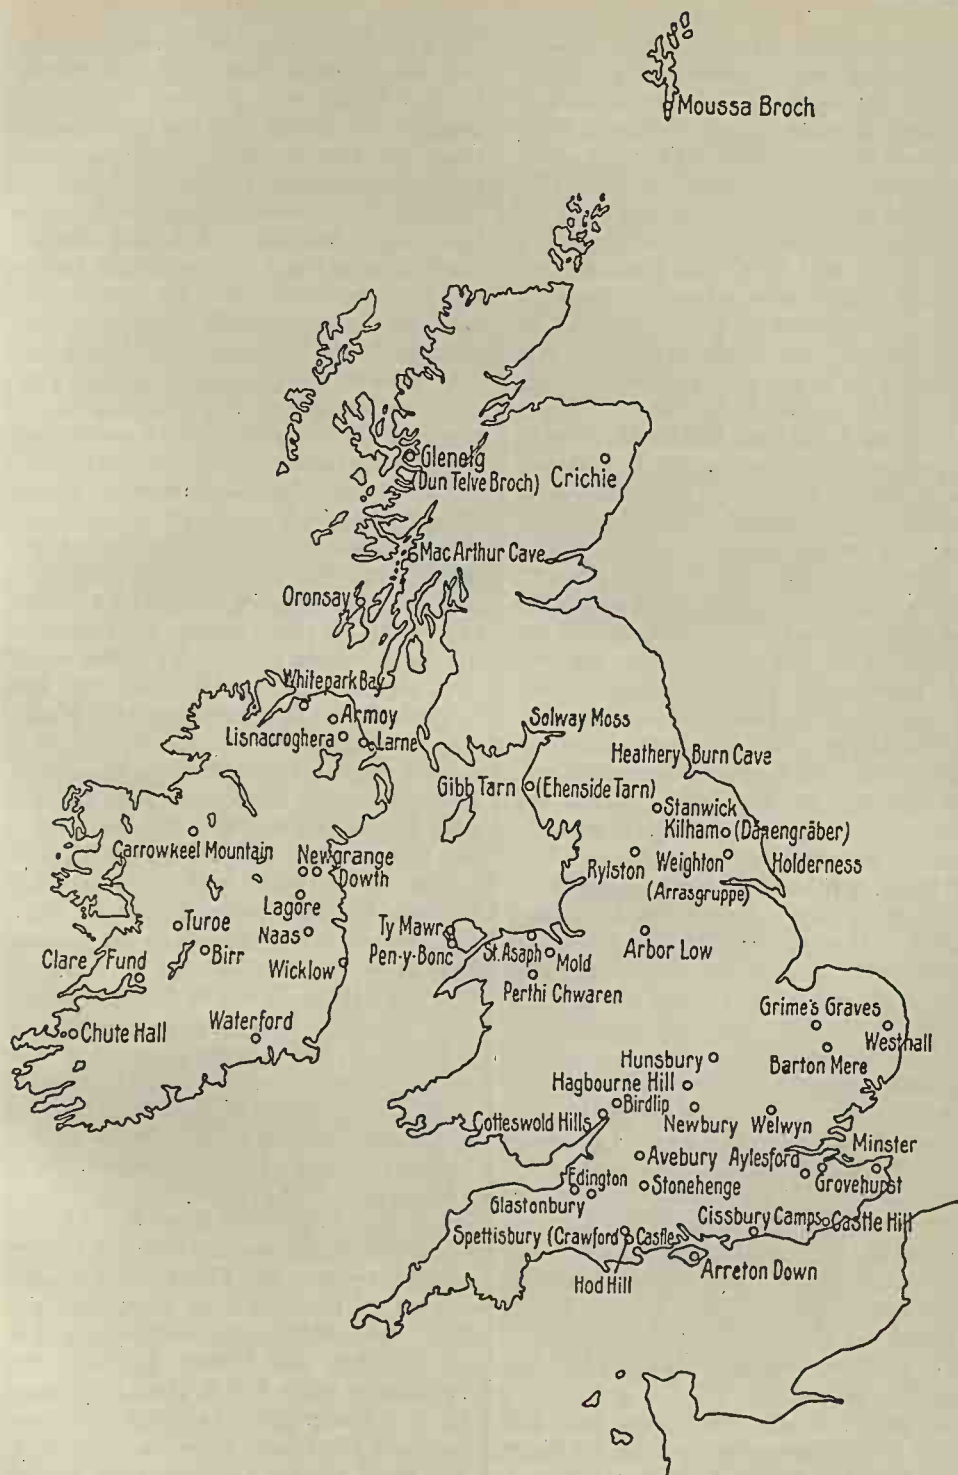 Moussa Broch
Glenelg
(Dun Telve Broch)
Crichie
Mac Arthur Cave
Oronsay
Whitepark Bay
Armoy
Lisnacroghera
Larne
Solway Moss
Heathery Burn Cave
Gibb Tarn (Ehenside Tarn)
Stanwick
Kilham (Dänengräber)
Carrowkeel Mountain
Newgrange
Dowth
Rylston
Weighton
(Arrasgruppe)
Holderness
Lagore
Turoe
Naas
Ty Mawr
Pen-y-Bonc
St. Asaph
Mold
Arbor Low
Clare Fund
Birr
Wicklow
Perthi Chwaren
Grime's Graves
Westhall
Chute Hall
Waterford
Barton Mere
Hunsbury
Hagbourne Hill
Birdlip
Cotteswold Hills
Newbury
Welwyn
Minster
Avebury
Aylesford
Grovehurst
Edington
Stonehenge
Glastonbury
Cissbury Camps
Castle Hill
Spettisbury (Crawford Castle)
Hod Hill
Arreton Down